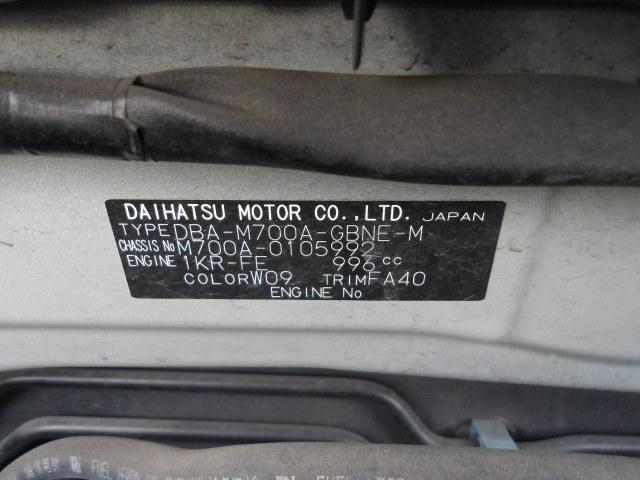 DAIHATSU MOTOR CO.,LTD. JAPAN
TYPE DBA-M700A-GBNE-M
CHASSIS No M700A-0105992
ENGINE 1KR-FE 996 cc
COLOR W09 TRIM FA40
ENGINE No